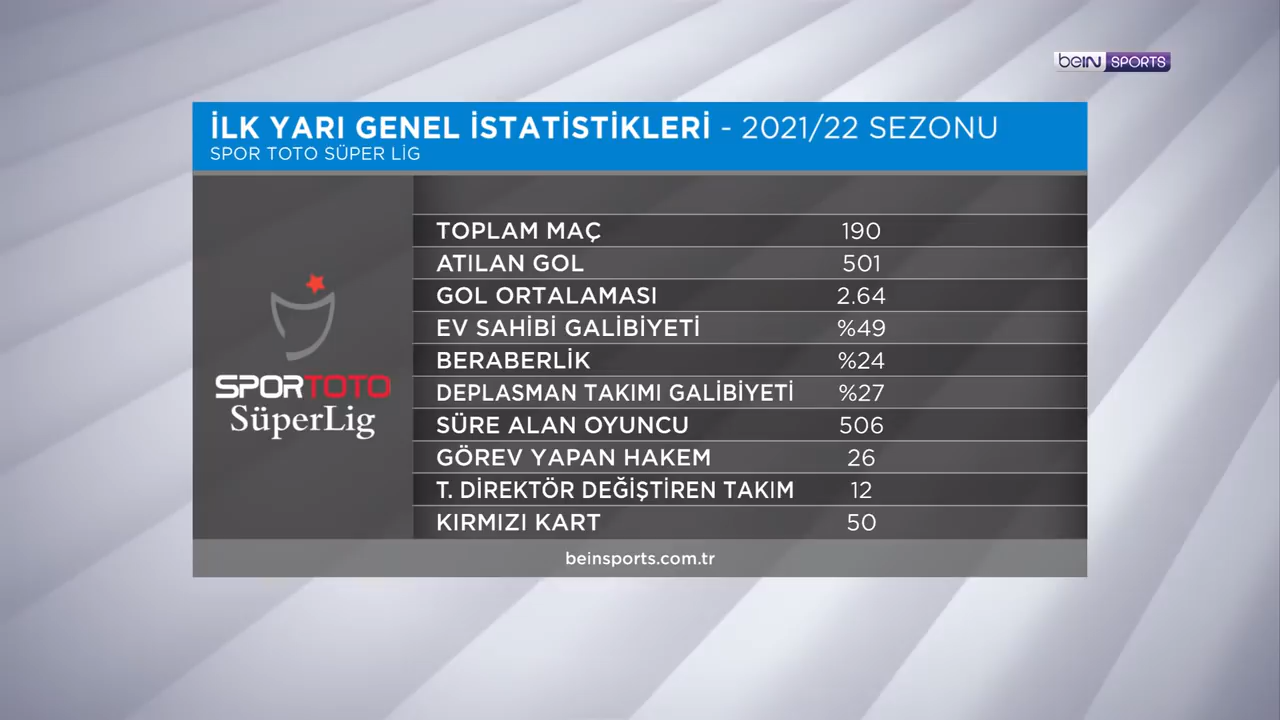 beIN SPORTS
İLK YARI GENEL İSTATİSTİKLERİ - 2021/22 SEZONU
SPOR TOTO SÜPER LİG
TOPLAM MAÇ 190
ATILAN GOL 501
GOL ORTALAMASI 2.64
EV SAHİBİ GALİBİYETİ %49
BERABERLİK %24
DEPLASMAN TAKIMI GALİBİYETİ %27
SÜRE ALAN OYUNCU 506
GÖREV YAPAN HAKEM 26
T. DİREKTÖR DEĞİŞTİREN TAKIM 12
KIRMIZI KART 50
SPORTOTO
SüperLig
beinsports.com.tr